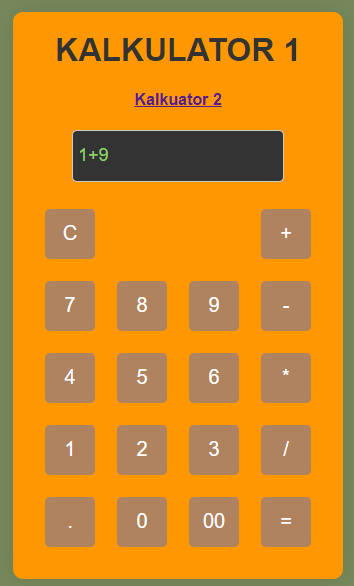 KALKULATOR 1
Kalkuator 2
1+9
C +
7 8 9 -
4 5 6 *
1 2 3 /
. 0 00 =